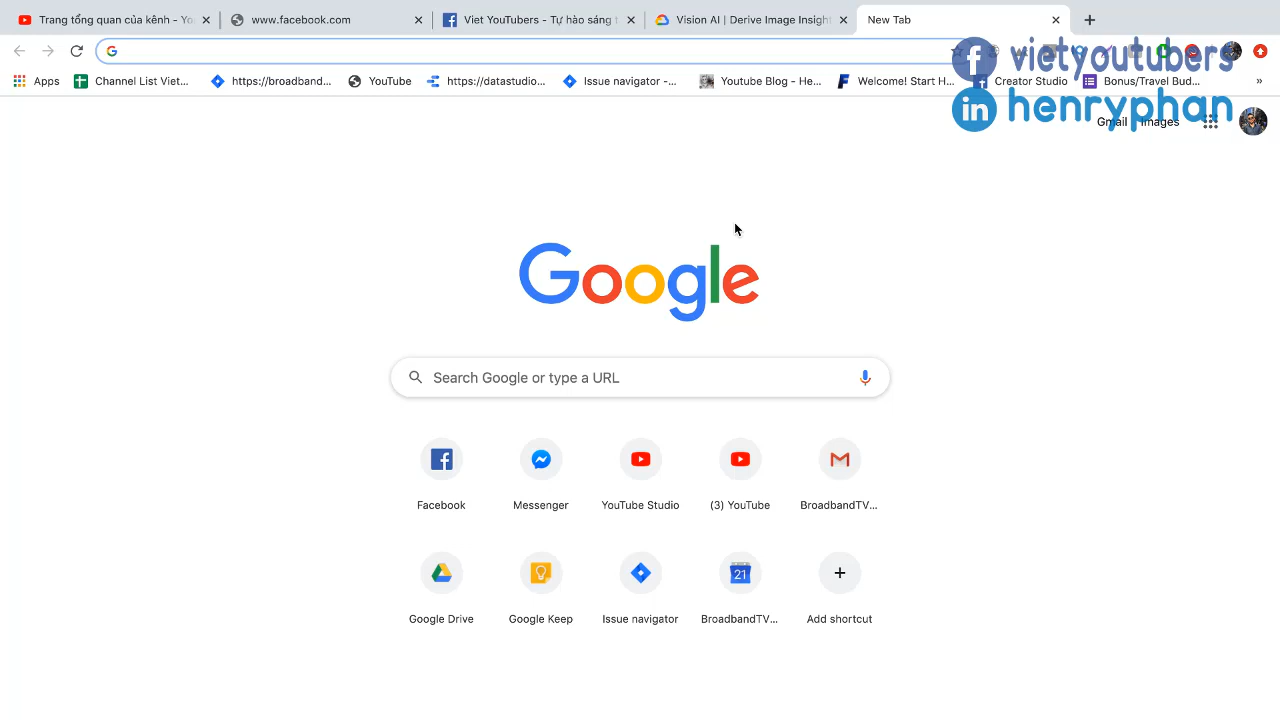 Trang tổng quan của kênh - Yo
www.facebook.com
Viet YouTubers - Tự hào sáng t
Vision AI | Derive Image Insight
New Tab
Apps
Channel List Viet...
https://broadband...
YouTube
https://datastudio...
Issue navigator -...
Youtube Blog - He...
Welcome! Start H...
Creator Studio
Bonus/Travel Bud...
»
vietyoutubers
henryphan
Gmail
Images
Google
Search Google or type a URL
Facebook
Messenger
YouTube Studio
(3) YouTube
BroadbandTV...
21
Google Drive
Google Keep
Issue navigator
BroadbandTV...
Add shortcut